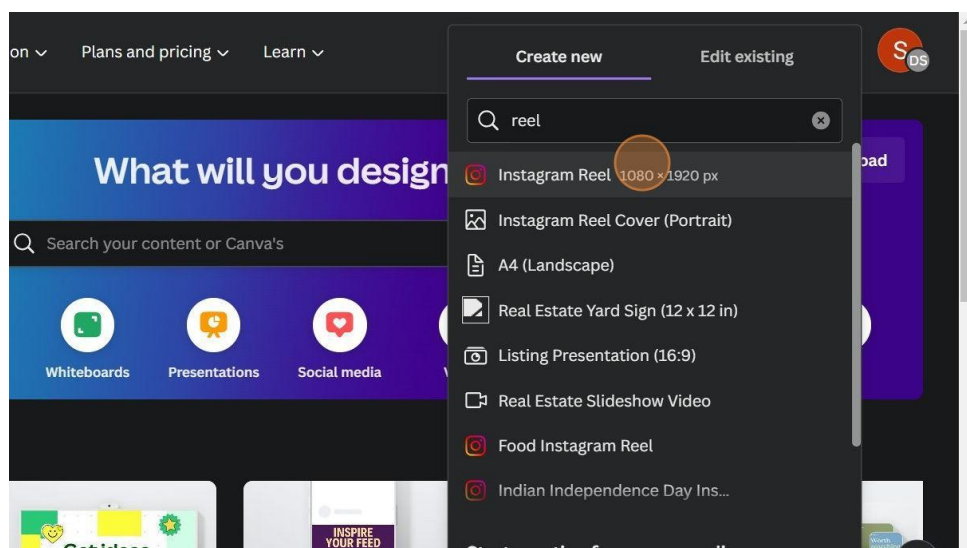 on Plans and pricing Learn
Create new Edit existing
S DS
reel
What will you design
oad
Instagram Reel 1080 × 1920 px
Search your content or Canva's
Instagram Reel Cover (Portrait)
A4 (Landscape)
Real Estate Yard Sign (12 x 12 in)
Listing Presentation (16:9)
Whiteboards Presentations Social media
Real Estate Slideshow Video
Food Instagram Reel
Indian Independence Day Ins...
INSPIRE
YOUR FEED
Get ideas